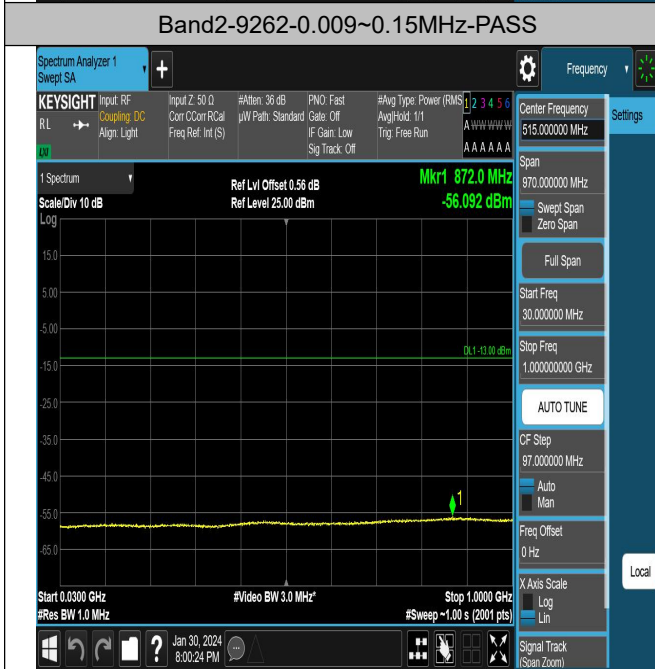 Band2-9262-0.009~0.15MHz-PASS
Spectrum Analyzer 1
Swept SA
Frequency
KEYSIGHT
RL
LXI
Input: RF
Coupling: DC
Align: Light
Input Z: 50 Ω
Corr CCorr RCal
Freq Ref: Int (S)
#Atten: 36 dB
µW Path: Standard
PNO: Fast
Gate: Off
IF Gain: Low
Sig Track: Off
#Avg Type: Power (RMS
Avg|Hold: 1/1
Trig: Free Run
1 2 3 4 5 6
A W W W W W
A A A A A A
Center Frequency
515.000000 MHz
Settings
1 Spectrum
Scale/Div 10 dB
Log
Ref Lvl Offset 0.56 dB
Ref Level 25.00 dBm
Mkr1 872.0 MHz
-56.092 dBm
Span
970.000000 MHz
Swept Span
Zero Span
Full Span
Start Freq
30.000000 MHz
Stop Freq
1.000000000 GHz
AUTO TUNE
CF Step
97.000000 MHz
Auto
Man
Freq Offset
0 Hz
X Axis Scale
Log
Lin
Signal Track
(Span Zoom)
Local
15.0
5.00
-5.00
DL1 -13.00 dBm
-15.0
-25.0
-35.0
-45.0
1
-55.0
-65.0
Start 0.0300 GHz
#Video BW 3.0 MHz*
Stop 1.0000 GHz
#Res BW 1.0 MHz
#Sweep ~1.00 s (2001 pts)
?
Jan 30, 2024
8:00:24 PM